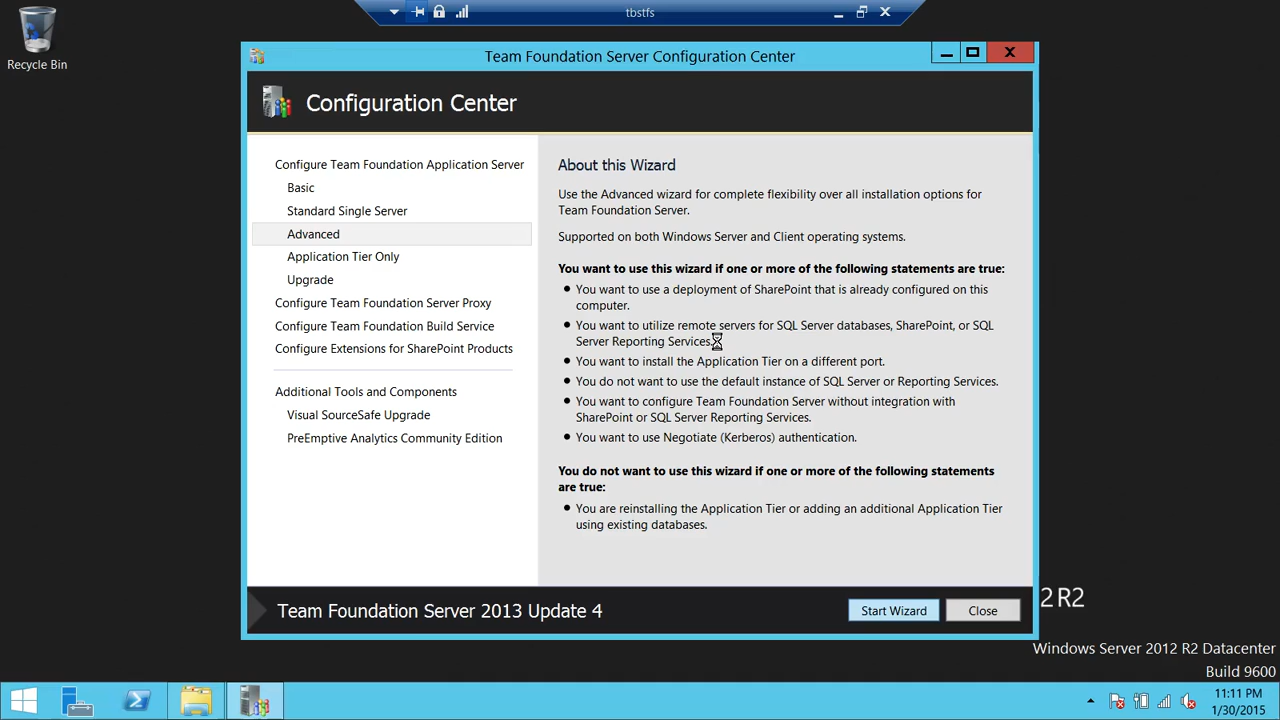 Recycle Bin
tbstfs
Team Foundation Server Configuration Center
Configuration Center
Configure Team Foundation Application Server
Basic
Standard Single Server
Advanced
Application Tier Only
Upgrade
Configure Team Foundation Server Proxy
Configure Team Foundation Build Service
Configure Extensions for SharePoint Products
Additional Tools and Components
Visual SourceSafe Upgrade
PreEmptive Analytics Community Edition
About this Wizard
Use the Advanced wizard for complete flexibility over all installation options for
Team Foundation Server.
Supported on both Windows Server and Client operating systems.
You want to use this wizard if one or more of the following statements are true:
You want to use a deployment of SharePoint that is already configured on this
computer.
You want to utilize remote servers for SQL Server databases, SharePoint, or SQL
Server Reporting Services.
You want to install the Application Tier on a different port.
You do not want to use the default instance of SQL Server or Reporting Services.
You want to configure Team Foundation Server without integration with
SharePoint or SQL Server Reporting Services.
You want to use Negotiate (Kerberos) authentication.
You do not want to use this wizard if one or more of the following statements
are true:
You are reinstalling the Application Tier or adding an additional Application Tier
using existing databases.
Team Foundation Server 2013 Update 4
Start Wizard
Close
2 R2
Windows Server 2012 R2 Datacenter
Build 9600
11:11 PM
1/30/2015